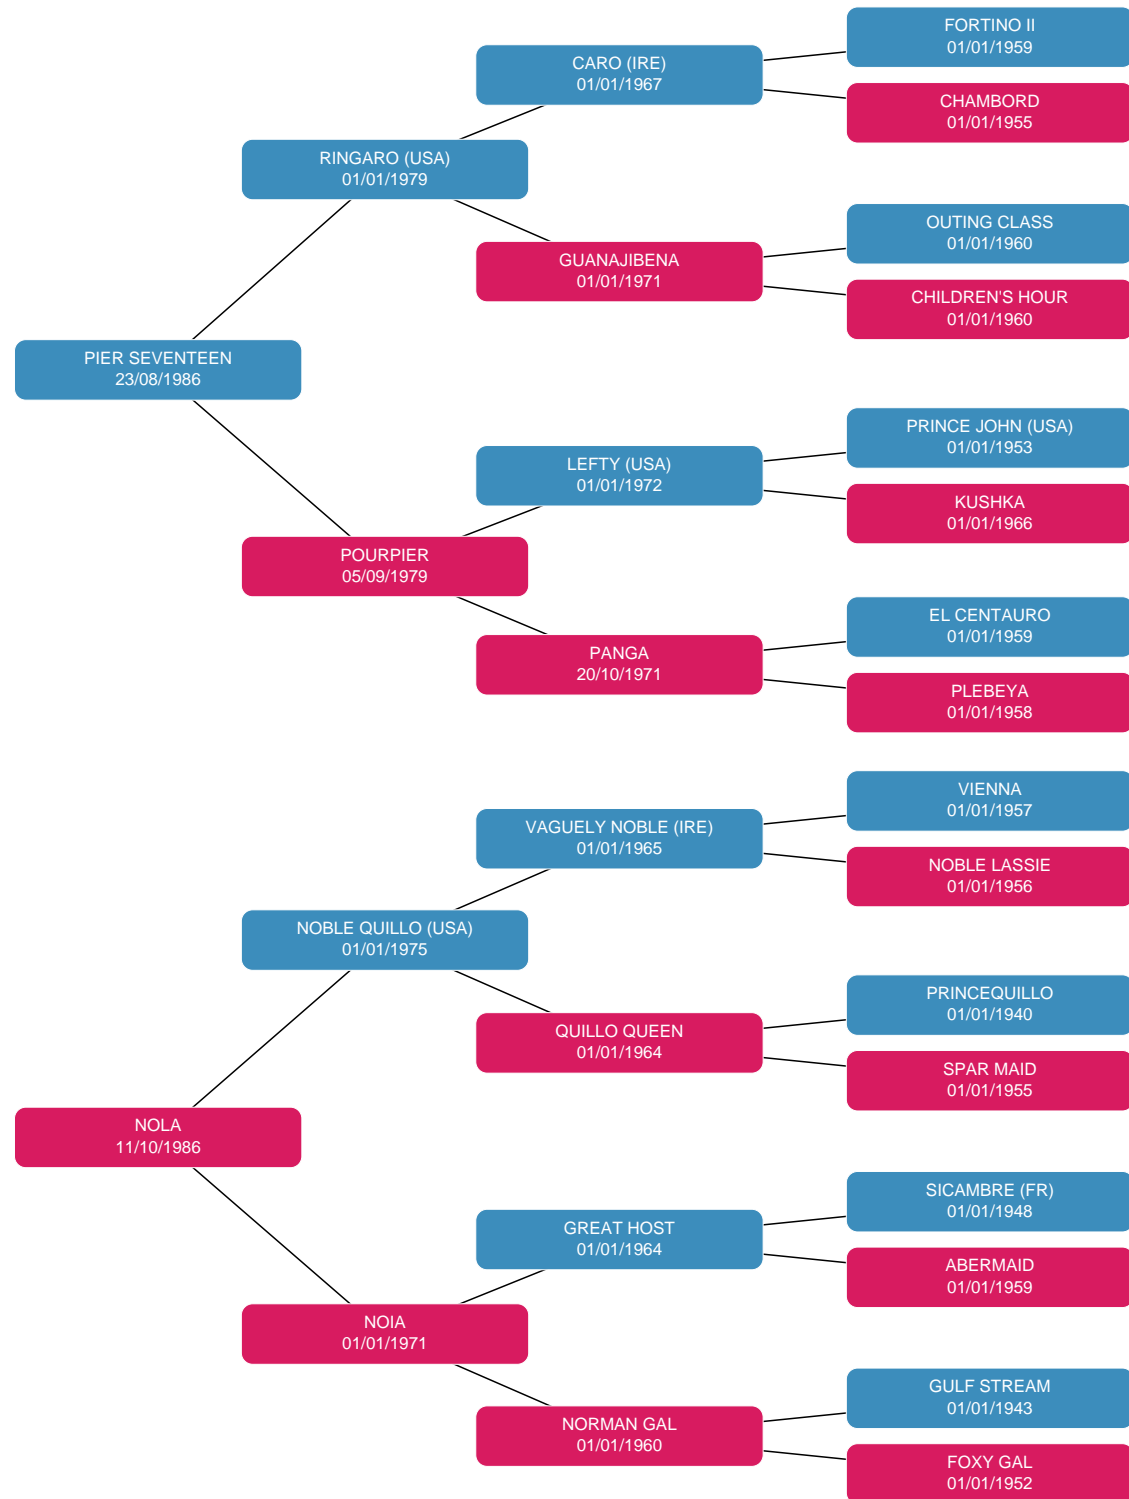 FORTINO II
01/01/1959
CARO (IRE)
01/01/1967
CHAMBORD
01/01/1955
RINGARO (USA)
01/01/1979
OUTING CLASS
01/01/1960
GUANAJIBENA
01/01/1971
CHILDREN'S HOUR
01/01/1960
PIER SEVENTEEN
23/08/1986
PRINCE JOHN (USA)
01/01/1953
LEFTY (USA)
01/01/1972
KUSHKA
01/01/1966
POURPIER
05/09/1979
EL CENTAURO
01/01/1959
PANGA
20/10/1971
PLEBEYA
01/01/1958
VIENNA
01/01/1957
VAGUELY NOBLE (IRE)
01/01/1965
NOBLE LASSIE
01/01/1956
NOBLE QUILLO (USA)
01/01/1975
PRINCEQUILLO
01/01/1940
QUILLO QUEEN
01/01/1964
SPAR MAID
01/01/1955
NOLA
11/10/1986
SICAMBRE (FR)
01/01/1948
GREAT HOST
01/01/1964
ABERMAID
01/01/1959
NOIA
01/01/1971
GULF STREAM
01/01/1943
NORMAN GAL
01/01/1960
FOXY GAL
01/01/1952